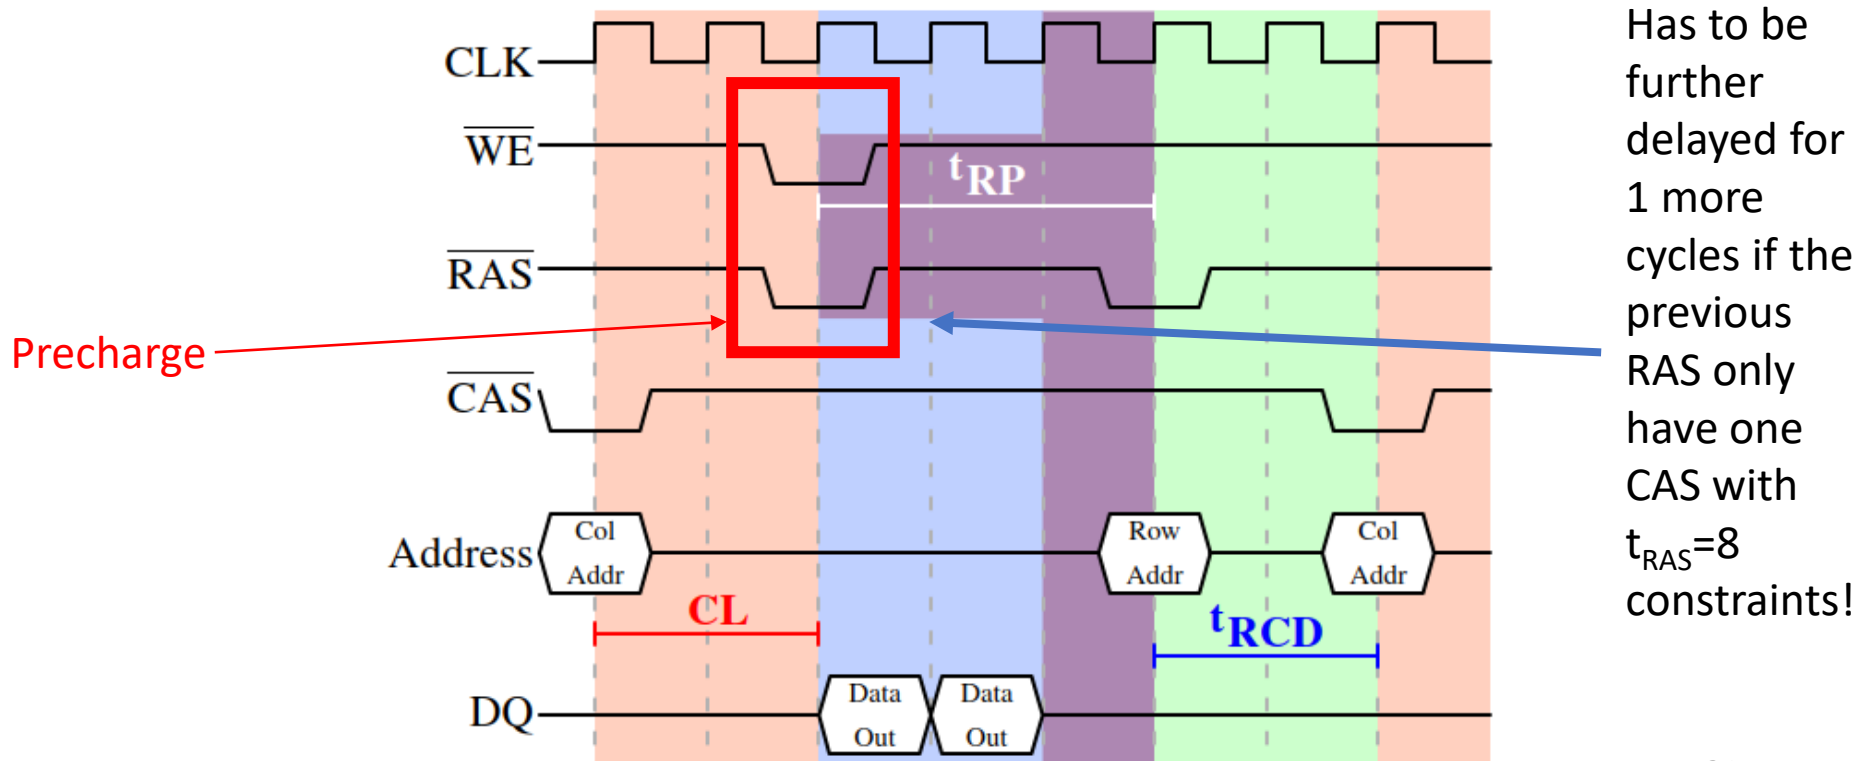 CLK
WE
t RP
RAS
Precharge
CAS
Address
Col
Addr
Row
Addr
Col
Addr
CL
t RCD
DQ
Data
Out
Data
Out
Has to be
further
delayed for
1 more
cycles if the
previous
RAS only
have one
CAS with
tRAS=8
constraints!